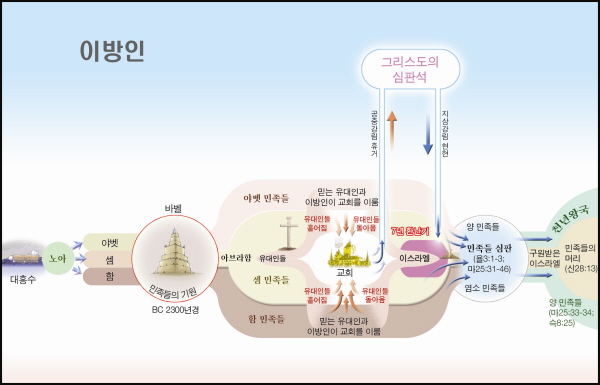 이방인
그리스도의
심판석
공중강림 휴거
지상강림 현현
대홍수
노아
야벳
셈
함
바벨
민족들의 기원
BC 2300년경
야벳 민족들
아브라함
유대인들
셈 민족들
함 민족들
믿는 유대인과
이방인이 교회를 이룸
유대인들
흩어짐
유대인들
돌아옴
교회
유대인들
흩어짐
유대인들
돌아옴
믿는 유대인과
이방인이 교회를 이룸
7년 환난기
이스라엘
양 민족들
민족들 심판
(욜3:1-3;
마25:31-46)
염소 민족들
구원받은
이스라엘
천년왕국
민족들의
머리
(신28:13)
양 민족들
(마25:33-34;
슥8:25)